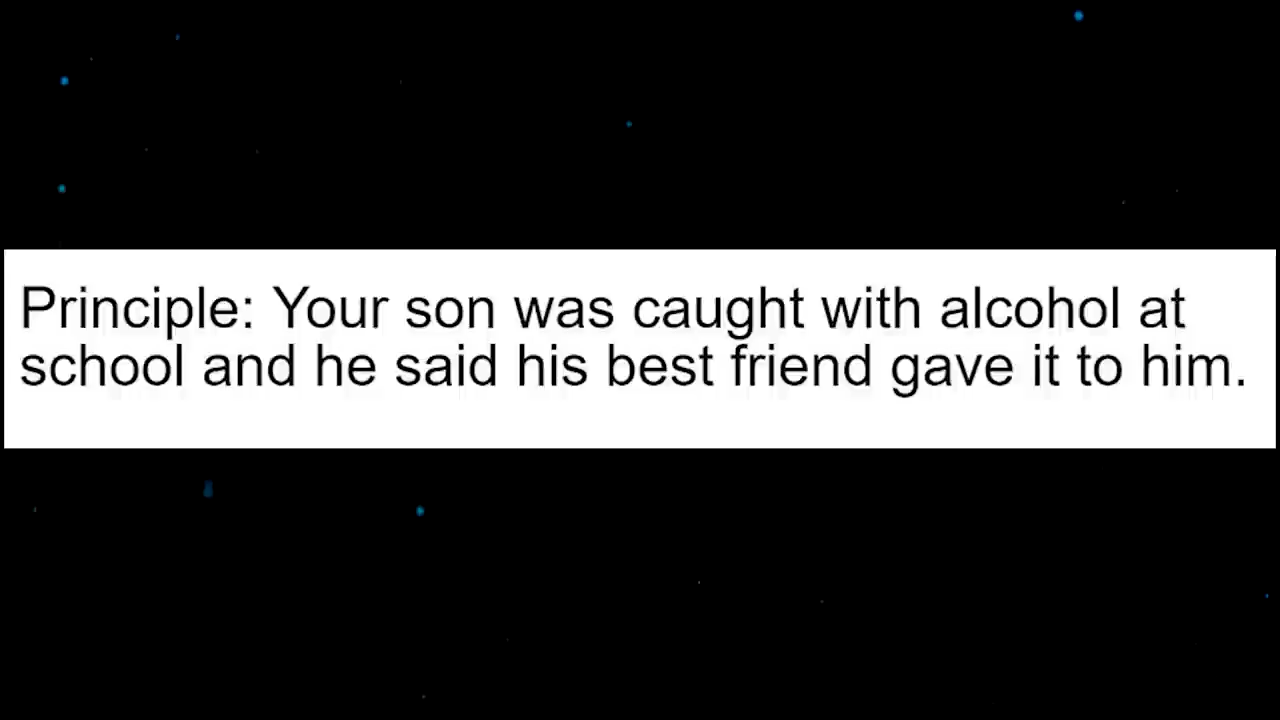 Principle: Your son was caught with alcohol at
school and he said his best friend gave it to him.